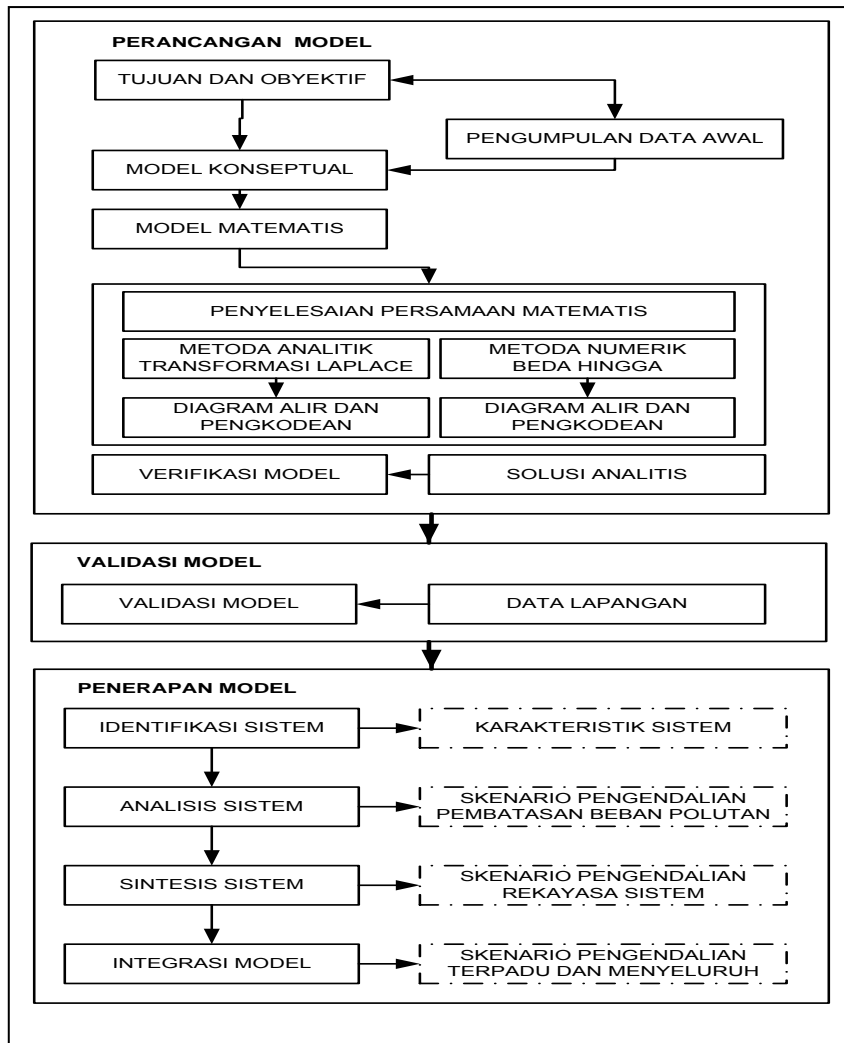 PERANCANGAN MODEL
TUJUAN DAN OBYEKTIF
PENGUMPULAN DATA AWAL
MODEL KONSEPTUAL
MODEL MATEMATIS
PENYELESAIAN PERSAMAAN MATEMATIS
METODA ANALITIK
TRANSFORMASI LAPLACE
METODA NUMERIK
BEDA HINGGA
DIAGRAM ALIR DAN
PENGKODEAN
DIAGRAM ALIR DAN
PENGKODEAN
VERIFIKASI MODEL
SOLUSI ANALITIS
VALIDASI MODEL
VALIDASI MODEL
DATA LAPANGAN
PENERAPAN MODEL
IDENTIFIKASI SISTEM
KARAKTERISTIK SISTEM
ANALISIS SISTEM
SKENARIO PENGENDALIAN
PEMBATASAN BEBAN POLUTAN
SINTESIS SISTEM
SKENARIO PENGENDALIAN
REKAYASA SISTEM
INTEGRASI MODEL
SKENARIO PENGENDALIAN
TERPADU DAN MENYELURUH